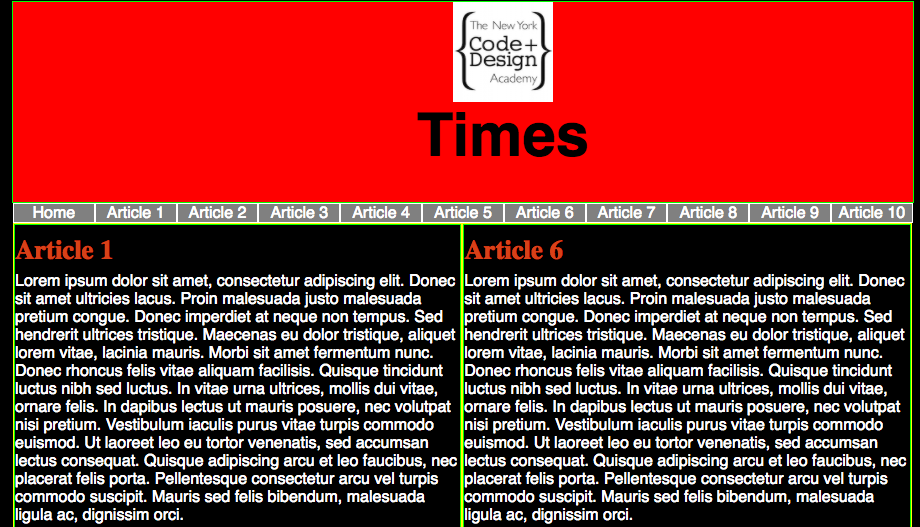 The New York
{Code+
Design}
Academy
Times
Home Article 1 Article 2 Article 3 Article 4 Article 5 Article 6 Article 7 Article 8 Article 9 Article 10
Article 1
Lorem ipsum dolor sit amet, consectetur adipiscing elit. Donec
sit amet ultricies lacus. Proin malesuada justo malesuada
pretium congue. Donec imperdiet at neque non tempus. Sed
hendrerit ultrices tristique. Maecenas eu dolor tristique, aliquet
lorem vitae, lacinia mauris. Morbi sit amet fermentum nunc.
Donec rhoncus felis vitae aliquam facilisis. Quisque tincidunt
luctus nibh sed luctus. In vitae urna ultrices, mollis dui vitae,
ornare felis. In dapibus lectus ut mauris posuere, nec volutpat
nisi pretium. Vestibulum iaculis purus vitae turpis commodo
euismod. Ut laoreet leo eu tortor venenatis, sed accumsan
lectus consequat. Quisque adipiscing arcu et leo faucibus, nec
placerat felis porta. Pellentesque consectetur arcu vel turpis
commodo suscipit. Mauris sed felis bibendum, malesuada
ligula ac, dignissim orci.
Article 6
Lorem ipsum dolor sit amet, consectetur adipiscing elit. Donec
sit amet ultricies lacus. Proin malesuada justo malesuada
pretium congue. Donec imperdiet at neque non tempus. Sed
hendrerit ultrices tristique. Maecenas eu dolor tristique, aliquet
lorem vitae, lacinia mauris. Morbi sit amet fermentum nunc.
Donec rhoncus felis vitae aliquam facilisis. Quisque tincidunt
luctus nibh sed luctus. In vitae urna ultrices, mollis dui vitae,
ornare felis. In dapibus lectus ut mauris posuere, nec volutpat
nisi pretium. Vestibulum iaculis purus vitae turpis commodo
euismod. Ut laoreet leo eu tortor venenatis, sed accumsan
lectus consequat. Quisque adipiscing arcu et leo faucibus, nec
placerat felis porta. Pellentesque consectetur arcu vel turpis
commodo suscipit. Mauris sed felis bibendum, malesuada
ligula ac, dignissim orci.